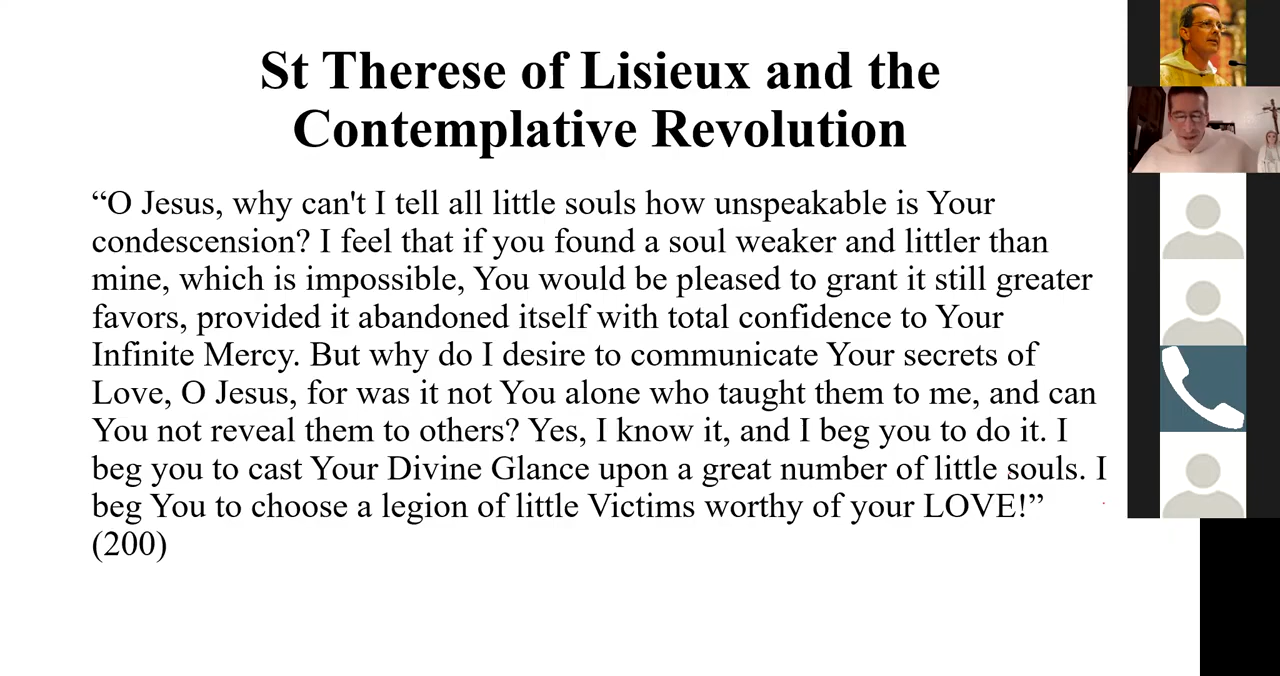 St Therese of Lisieux and the
Contemplative Revolution
“O Jesus, why can't I tell all little souls how unspeakable is Your
condescension? I feel that if you found a soul weaker and littler than
mine, which is impossible, You would be pleased to grant it still greater
favors, provided it abandoned itself with total confidence to Your
Infinite Mercy. But why do I desire to communicate Your secrets of
Love, O Jesus, for was it not You alone who taught them to me, and can
You not reveal them to others? Yes, I know it, and I beg you to do it. I
beg you to cast Your Divine Glance upon a great number of little souls. I
beg You to choose a legion of little Victims worthy of your LOVE!”
(200)